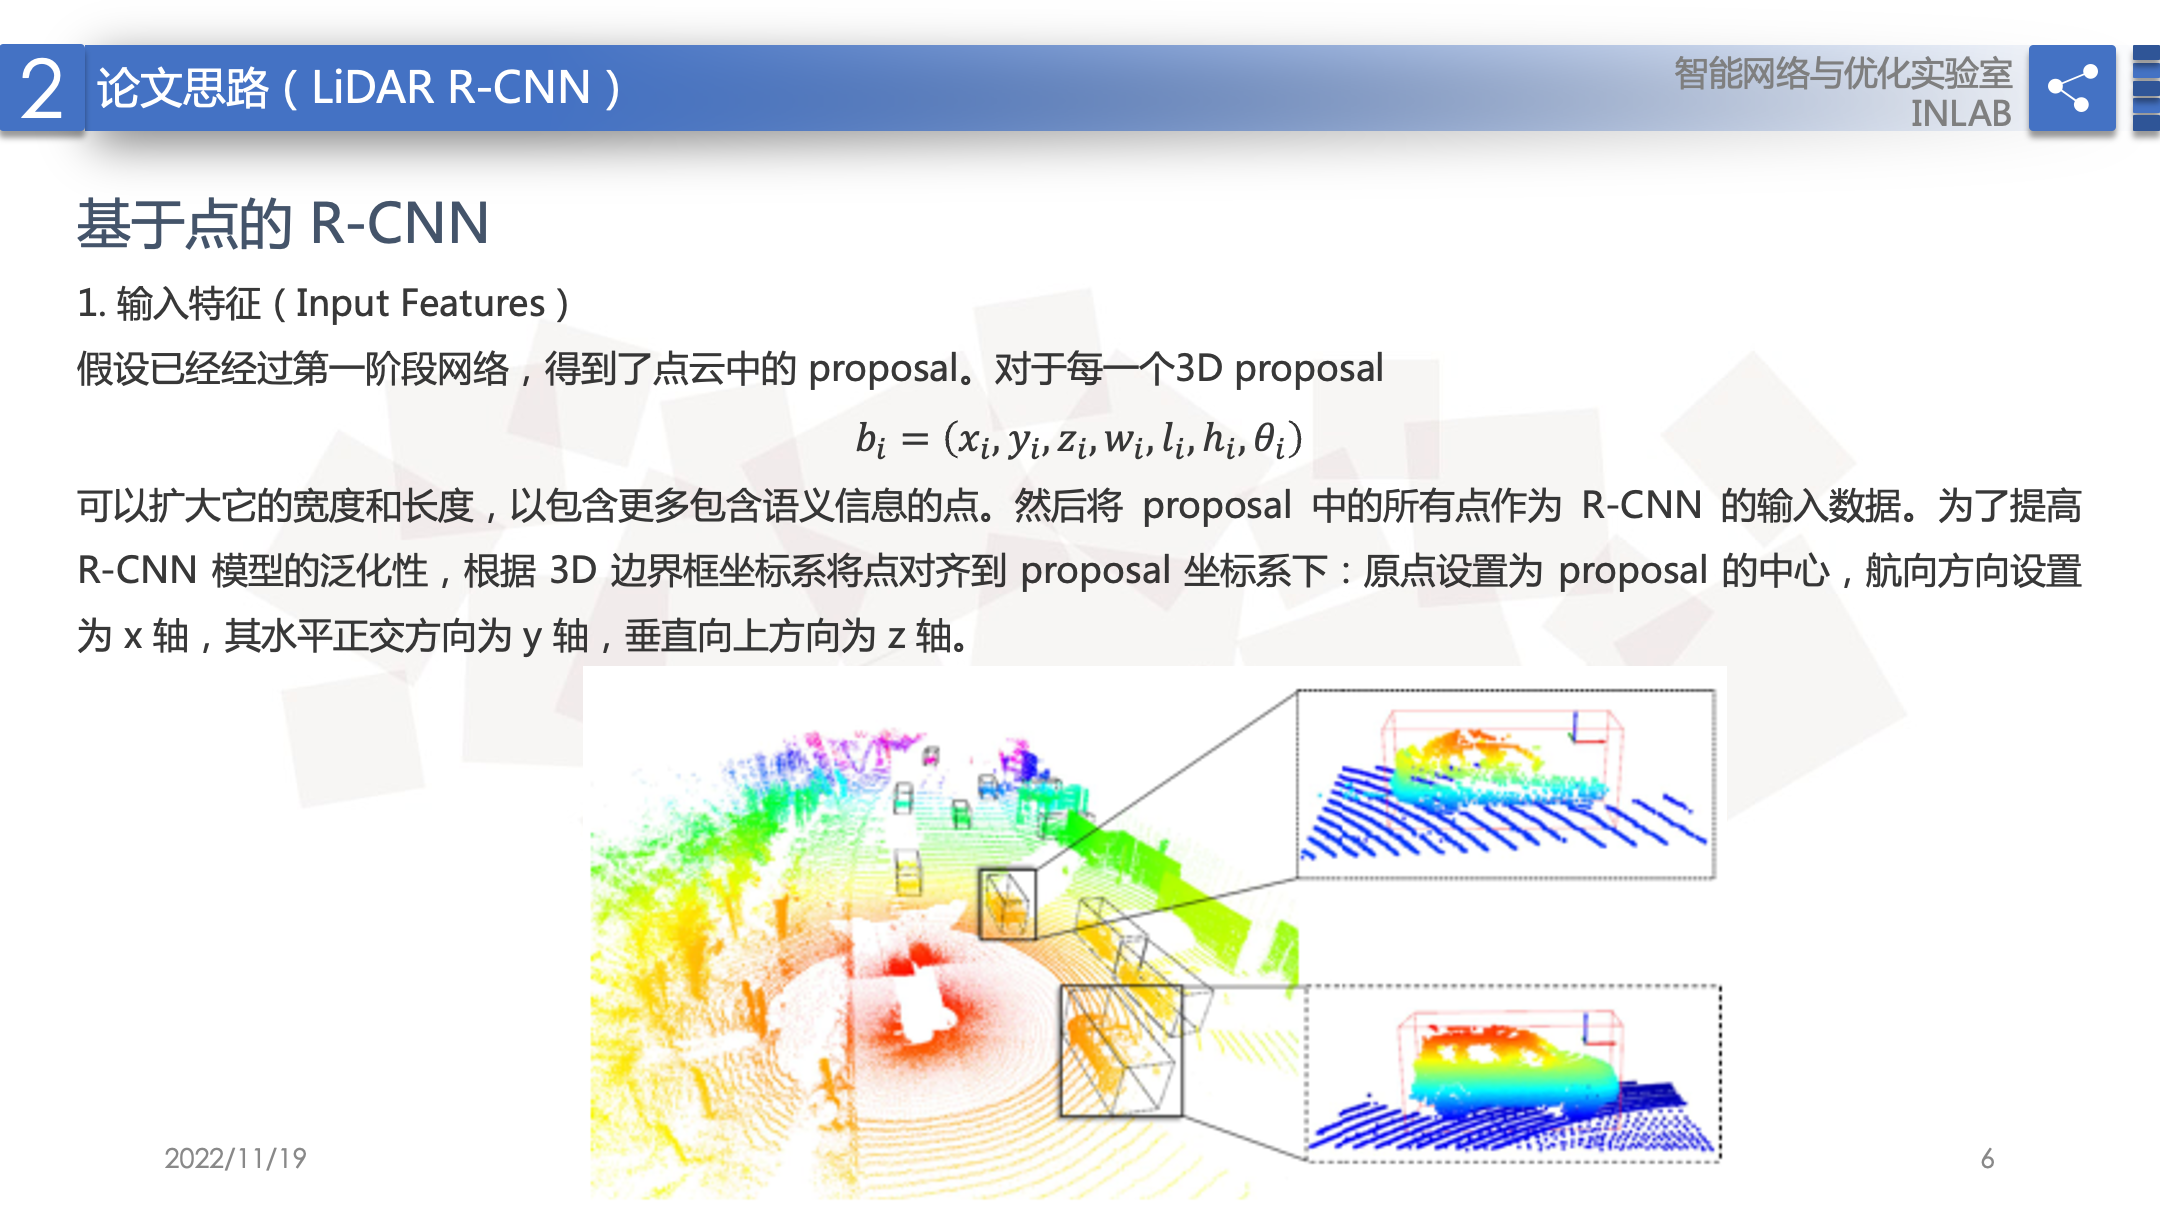 2 论文思路（LiDAR R-CNN）
智能网络与优化实验室
INLAB
基于点的 R-CNN
1. 输入特征（Input Features）
假设已经经过第一阶段网络，得到了点云中的 proposal。对于每一个3D proposal
b_i = (x_i, y_i, z_i, w_i, l_i, h_i, θ_i)
可以扩大它的宽度和长度，以包含更多包含语义信息的点。然后将 proposal 中的所有点作为 R-CNN 的输入数据。为了提高
R-CNN 模型的泛化性，根据 3D 边界框坐标系将点对齐到 proposal 坐标系下：原点设置为 proposal 的中心，航向方向设置
为 x 轴，其水平正交方向为 y 轴，垂直向上方向为 z 轴。
2022/11/19
6